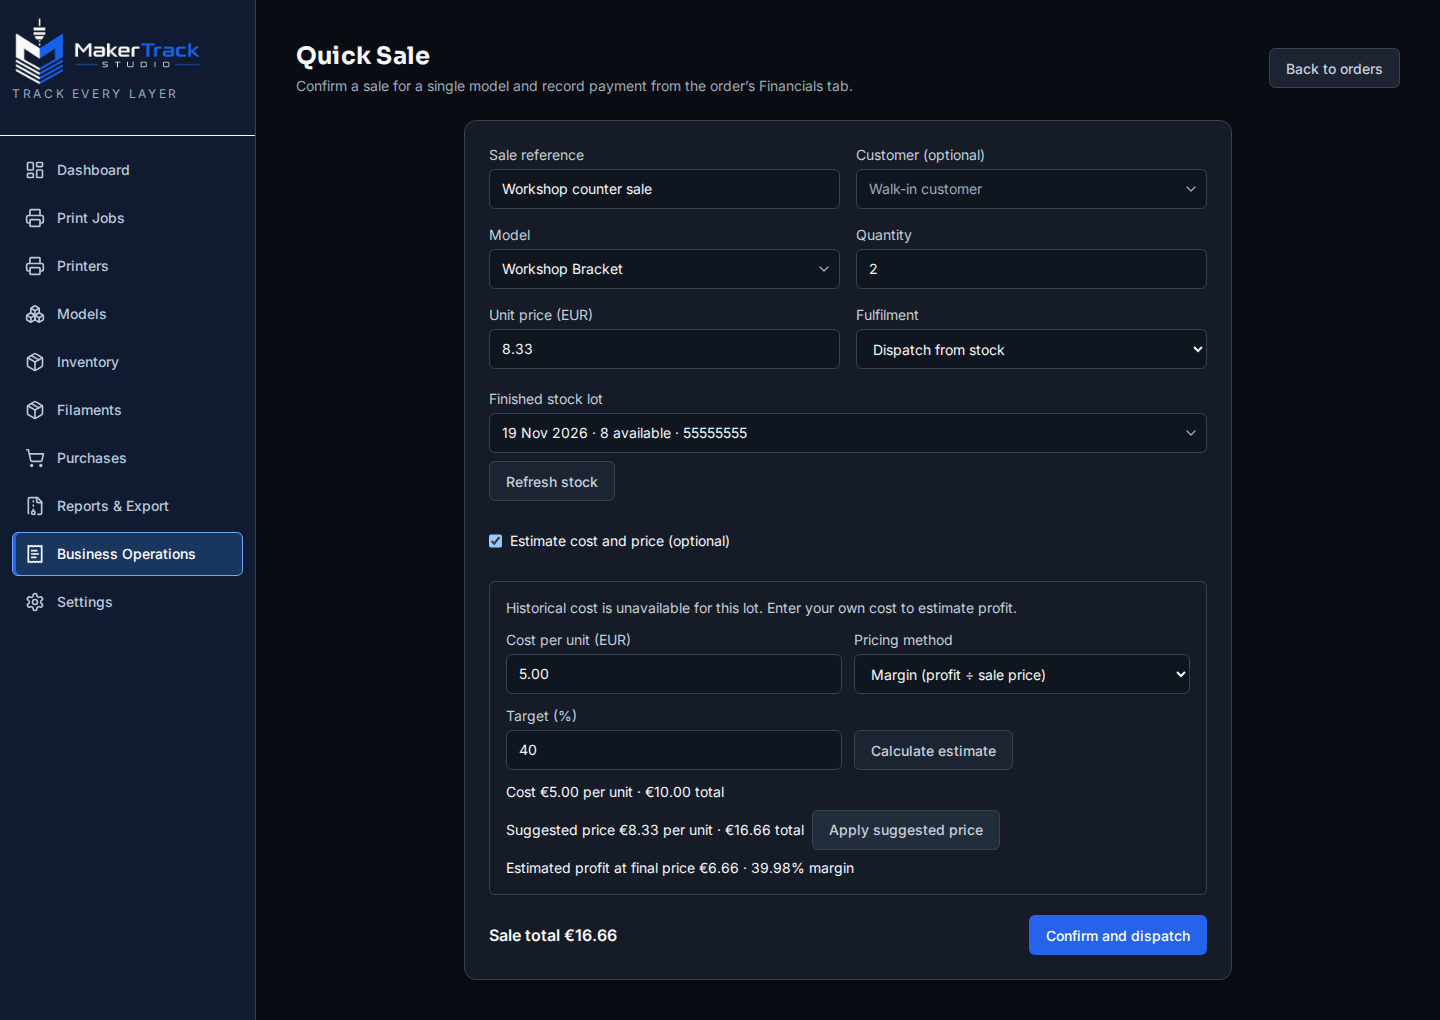 MakerTrack
STUDIO
TRACK EVERY LAYER
Dashboard
Print Jobs
Printers
Models
Inventory
Filaments
Purchases
Reports & Export
Business Operations
Settings
Quick Sale
Confirm a sale for a single model and record payment from the order’s Financials tab.
Back to orders
Sale reference
Workshop counter sale
Customer (optional)
Walk-in customer
Model
Workshop Bracket
Quantity
2
Unit price (EUR)
8.33
Fulfilment
Dispatch from stock
Finished stock lot
19 Nov 2026 · 8 available · 55555555
Refresh stock
Estimate cost and price (optional)
Historical cost is unavailable for this lot. Enter your own cost to estimate profit.
Cost per unit (EUR)
5.00
Pricing method
Margin (profit ÷ sale price)
Target (%)
40
Calculate estimate
Cost €5.00 per unit · €10.00 total
Suggested price €8.33 per unit · €16.66 total
Apply suggested price
Estimated profit at final price €6.66 · 39.98% margin
Sale total €16.66
Confirm and dispatch